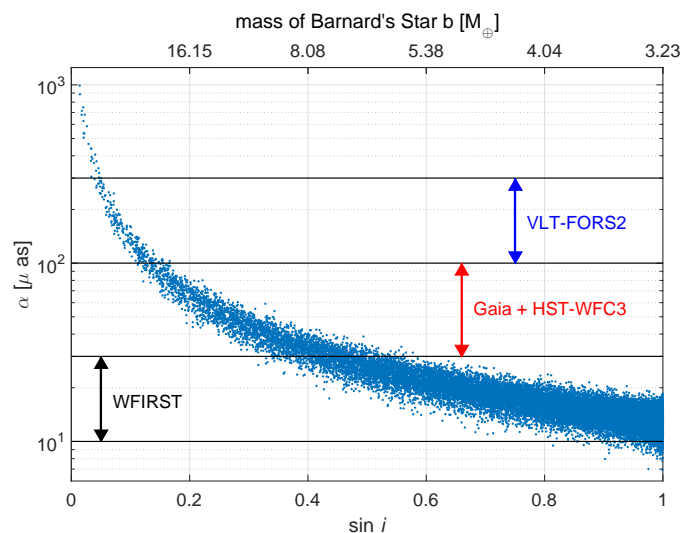 mass of Barnard's Star b [M⊕]
16.15 8.08 5.38 4.04 3.23
10³
VLT-FORS2
10²
α [μ as]
Gaia + HST-WFC3
WFIRST
10¹
0 0.2 0.4 0.6 0.8 1
sin i